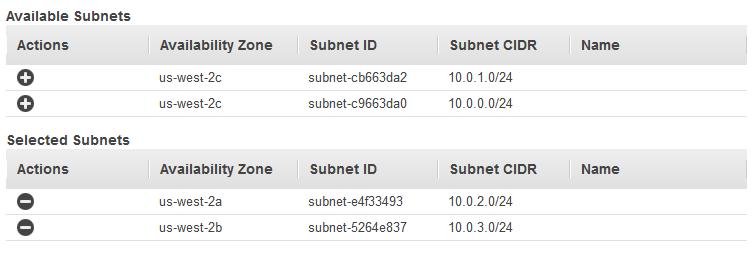 Available Subnets
Actions Availability Zone Subnet ID Subnet CIDR Name
us-west-2c subnet-cb663da2 10.0.1.0/24
us-west-2c subnet-c9663da0 10.0.0.0/24
Selected Subnets
Actions Availability Zone Subnet ID Subnet CIDR Name
us-west-2a subnet-e4f33493 10.0.2.0/24
us-west-2b subnet-5264e837 10.0.3.0/24